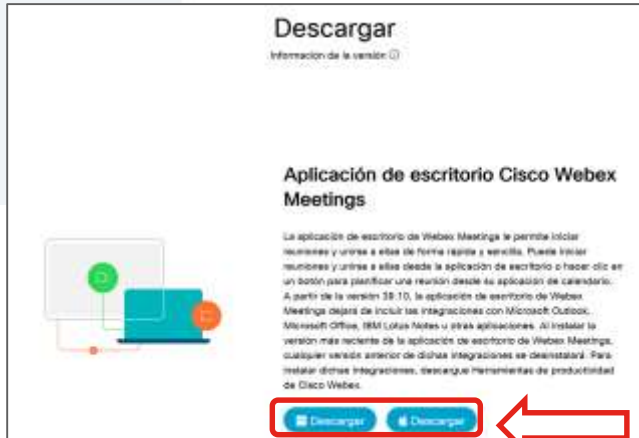 Descargar
Información de la versión
Aplicación de escritorio Cisco Webex
Meetings
La aplicación de escritorio de Webex Meetings le permite iniciar
reuniones y unirse a ellas de forma rápida y sencilla. Puede iniciar
reuniones y unirse a ellas desde la aplicación de escritorio o hacer clic en
un botón para planificar una reunión desde su aplicación de calendario.
A partir de la versión 39.10, la aplicación de escritorio de Webex
Meetings dejará de incluir las integraciones con Microsoft Outlook,
Microsoft Office, IBM Lotus Notes u otras aplicaciones. Al instalar la
versión más reciente de la aplicación de escritorio de Webex Meetings,
cualquier versión anterior de dichas integraciones se desinstalará. Para
instalar dichas integraciones, descargue Herramientas de productividad
de Cisco Webex.
Descargar
Descargar